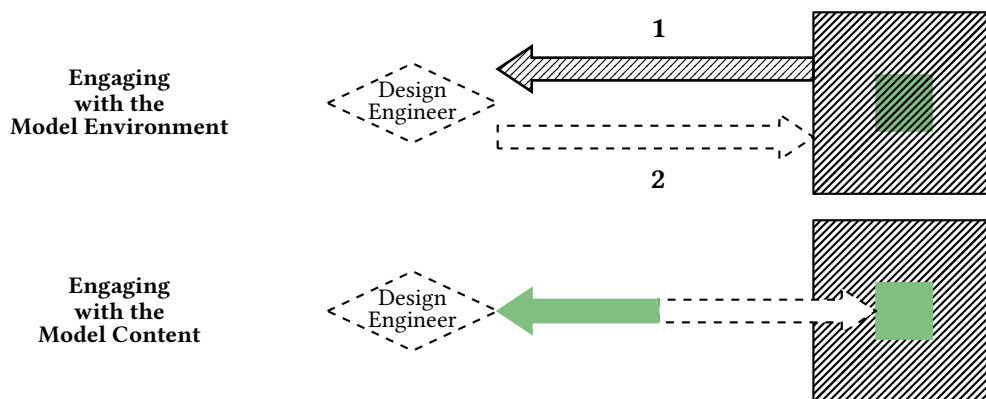 1
Engaging
with the
Model Environment
Design
Engineer
2
Engaging
with the
Model Content
Design
Engineer